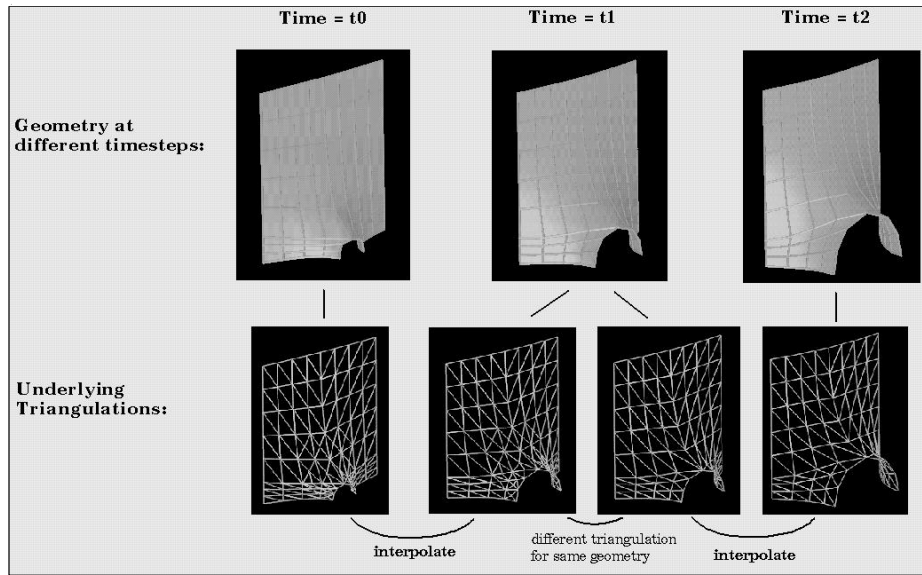 Time = t0
Time = t1
Time = t2
Geometry at
different timesteps:
Underlying
Triangulations:
interpolate
different triangulation
for same geometry
interpolate